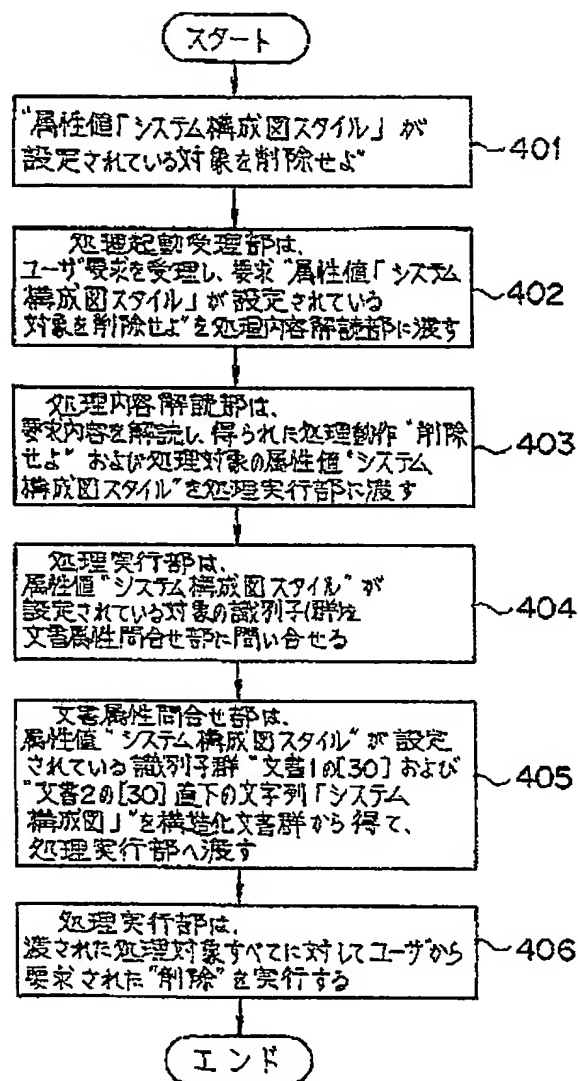 スタート
"属性値「システム構成図スタイル」が
設定されている対象を削除せよ"
401
処理起動受理部は、
ユーザ要求を受理し、要求"属性値「システム
構成図スタイル」が設定されている
対象を削除せよ"を処理内容解読部に渡す
402
処理内容解読部は、
要求内容を解読し、得られた処理動作"削除
せよ"および処理対象の属性値"システム
構成図スタイル"を処理実行部に渡す
403
処理実行部は、
属性値"システム構成図スタイル"が
設定されている対象の識別子(群)を
文書属性問合せ部に問い合せる
404
文書属性問合せ部は、
属性値"システム構成図スタイル"が設定
されている識別子群"文書1の[30]および
"文書2の[30]直下の文字列「システム
構成図」"を構造化文書群から得て、
処理実行部へ渡す
405
処理実行部は、
渡された処理対象すべてに対してユーザから
要求された"削除"を実行する
406
エンド